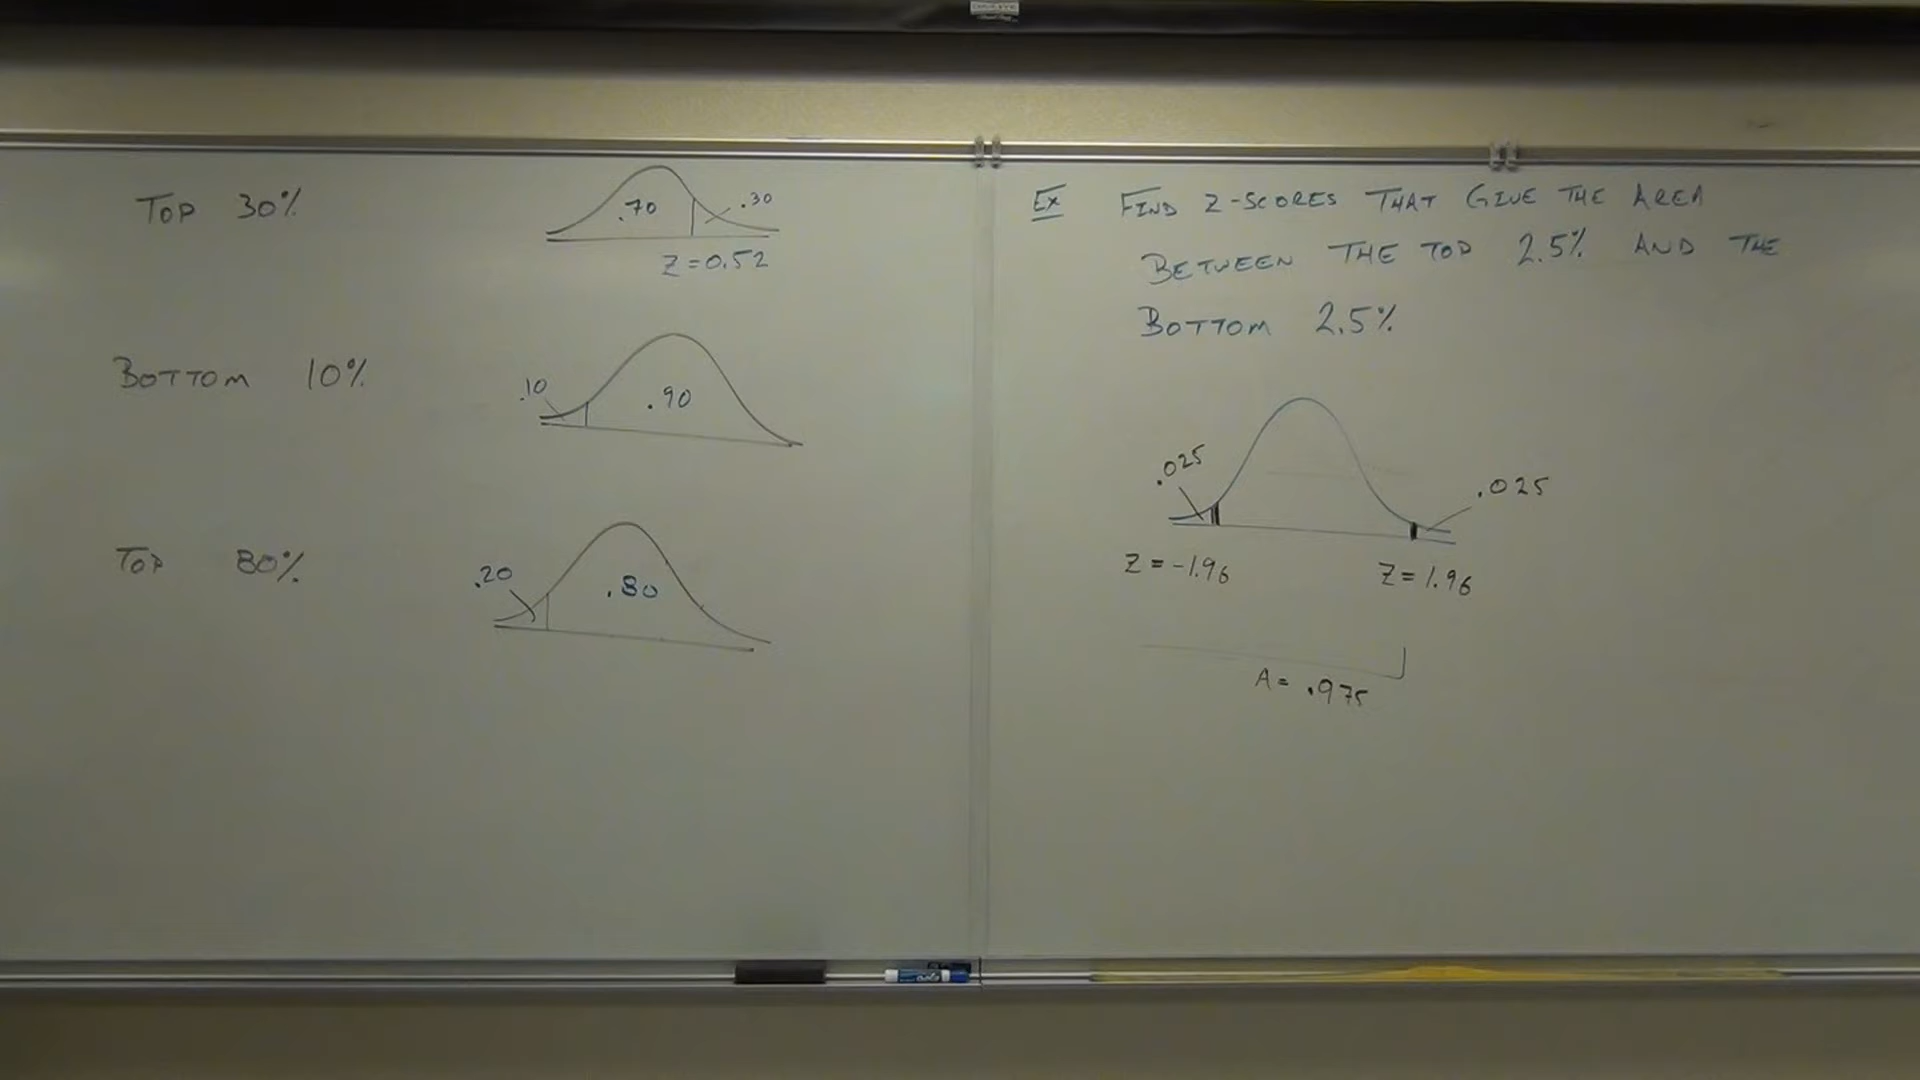 TOP 30%
.70
.30
Z=0.52
BOTTOM 10%
.10
.90
TOP 80%
.20
.80
EX FIND Z-SCORES THAT GIVE THE AREA
BETWEEN THE TOP 2.5% AND THE
BOTTOM 2.5%
.025
.025
Z=-1.96
Z=1.96
A= .975
EXPO